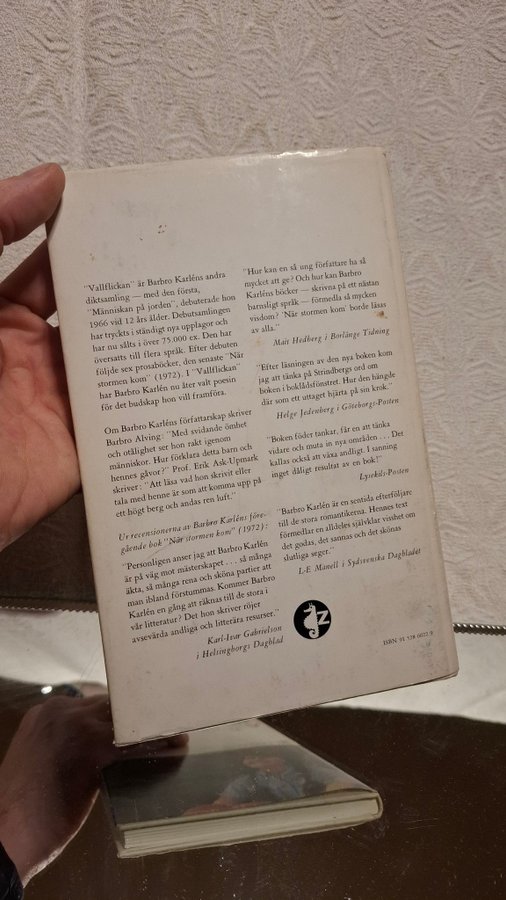 "Vallflickan" är Barbro Karléns andra
diktsamling — med den första,
"Människan på jorden", debuterade hon
1966 vid 12 års ålder. Debutsamlingen
har tryckts i ständigt nya upplagor och
har nu sålts i över 75.000 ex. Den har
översatts till flera språk. Efter debuten
följde sex prosaböcker, den senaste "När
stormen kom" (1972). I "Vallflickan"
har Barbro Karlén nu åter valt poesin
för det budskap hon vill framföra.
Om Barbro Karléns författarskap skriver
Barbro Alving: "Med svidande ömhet
och otålighet ser hon rakt igenom
människor. Hur förklara detta barn och
hennes gåvor?" Prof. Erik Ask-Upmark
skriver: "Att läsa vad hon skrivit eller
tala med henne är som att komma upp på
ett högt berg och andas ren luft."
Ur recensionerna av Barbro Karléns före-
gående bok "När stormen kom" (1972):
"Personligen anser jag att Barbro Karlén
är på väg mot mästerskapet . . . så många
äkta, så många rena och sköna partier att
man ibland förstummas. Kommer Barbro
Karlén en gång att räknas till de stora i
vår litteratur? Det hon skriver röjer
avsevärda andliga och litterära resurser."
Karl-Ivar Gabrielson
i Helsingborgs Dagblad
"Hur kan en så ung författare ha så
mycket att ge? Och hur kan Barbro
Karléns böcker — skrivna på ett nästan
barnsligt språk — förmedla så mycken
visdom? 'När stormen kom' borde läsas
av alla."
Mait Hedberg i Borlänge Tidning
"Efter läsningen av den nya boken kom
jag att tänka på Strindbergs ord om
boken i boklådsfönstret. Hur den hängde
där som ett uttaget hjärta på sin krok."
Helge Jedenberg i Göteborgs-Posten
"Boken föder tankar, får en att tänka
vidare och muta in nya områden . . . Det
kallas också att växa andligt. I sanning
inget dåligt resultat av en bok!"
Lysekils-Posten
"Barbro Karlén är en sentida efterföljare
till de stora romantikerna. Hennes text
förmedlar en alldeles självklar visshet om
det godas, det sannas och det skönas
slutliga seger."
L-E Manell i Sydsvenska Dagbladet
Z
ISBN 91 328 0022 9